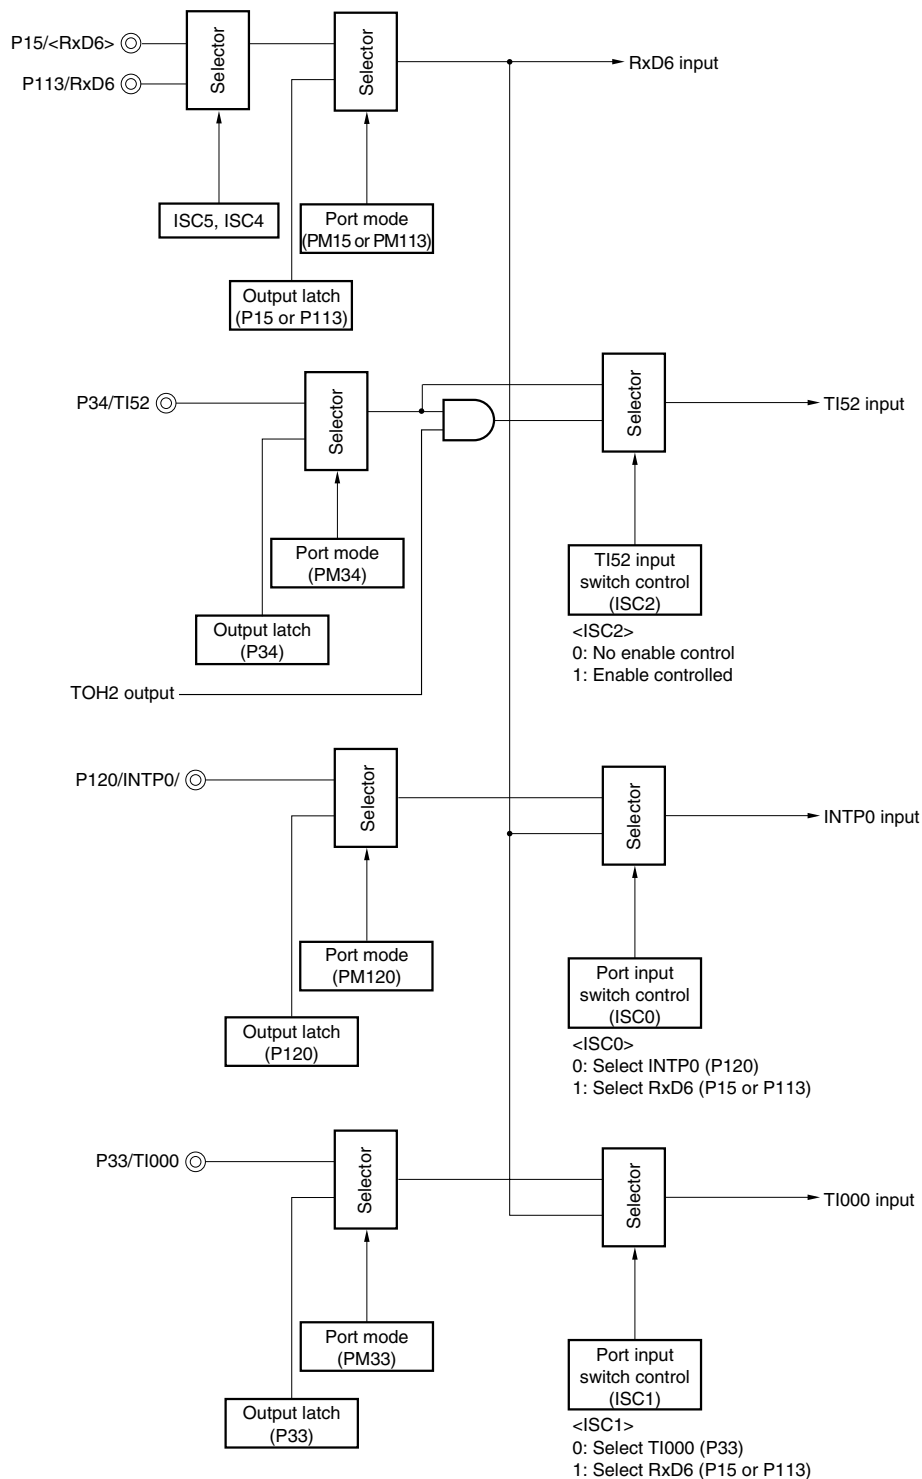 P15/<RxD6>
P113/RxD6
Selector
Selector
RxD6 input
ISC5, ISC4
Port mode
(PM15 or PM113)
Output latch
(P15 or P113)
P34/TI52
Selector
Selector
TI52 input
Port mode
(PM34)
Output latch
(P34)
TI52 input
switch control
(ISC2)
<ISC2>
0: No enable control
1: Enable controlled
TOH2 output
P120/INTP0/
Selector
Selector
INTP0 input
Port mode
(PM120)
Output latch
(P120)
Port input
switch control
(ISC0)
<ISC0>
0: Select INTP0 (P120)
1: Select RxD6 (P15 or P113)
P33/TI000
Selector
Selector
TI000 input
Port mode
(PM33)
Output latch
(P33)
Port input
switch control
(ISC1)
<ISC1>
0: Select TI000 (P33)
1: Select RxD6 (P15 or P113)